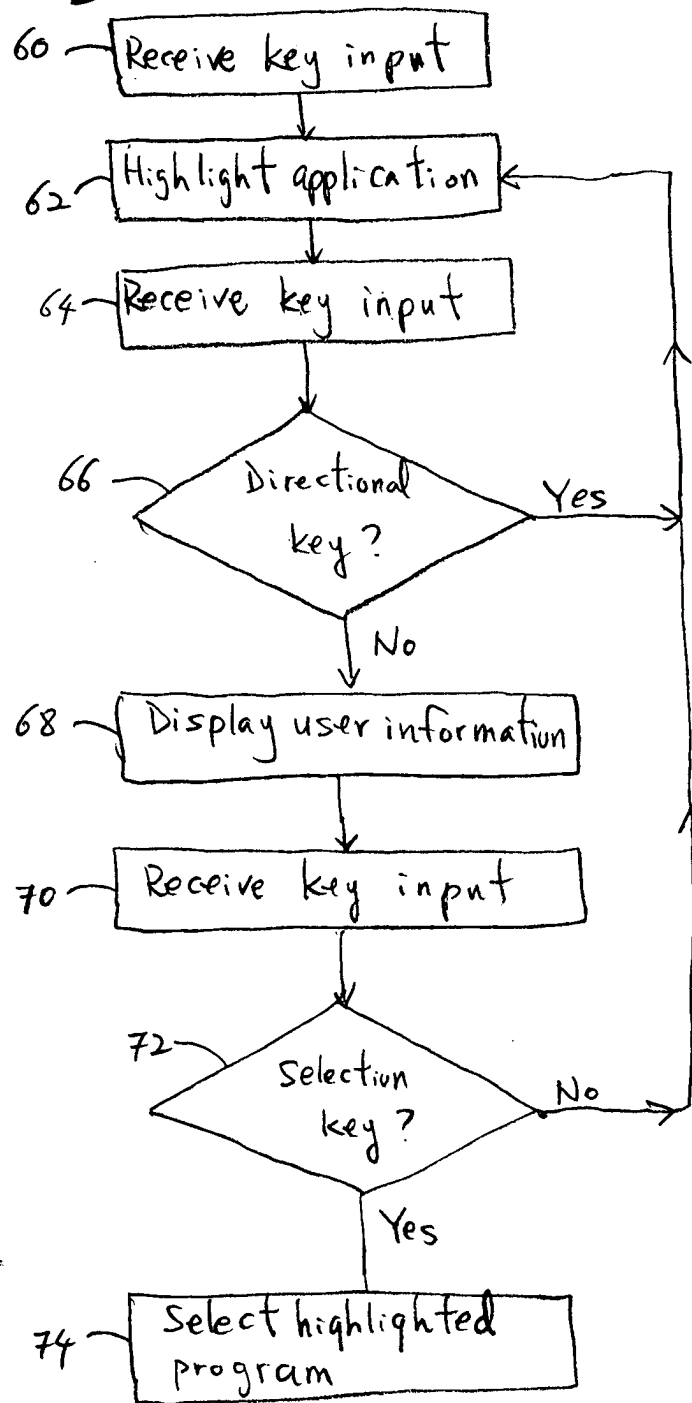 60
Receive key input
62
Highlight application
64
Receive key input
66
Directional
key?
Yes
No
68
Display user information
70
Receive key input
72
Selection
key?
No
Yes
74
Select highlighted
program